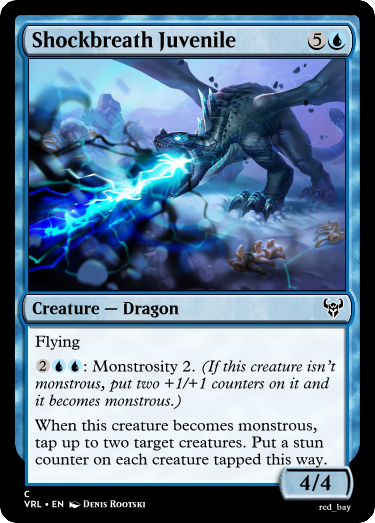 Shockbreath Juvenile 5
Creature — Dragon
Flying
2: Monstrosity 2. (If this creature isn't
monstrous, put two +1/+1 counters on it and
it becomes monstrous.)
When this creature becomes monstrous,
tap up to two target creatures. Put a stun
counter on each creature tapped this way.
4/4
C
VRL • EN Denis Rootski
red_bay